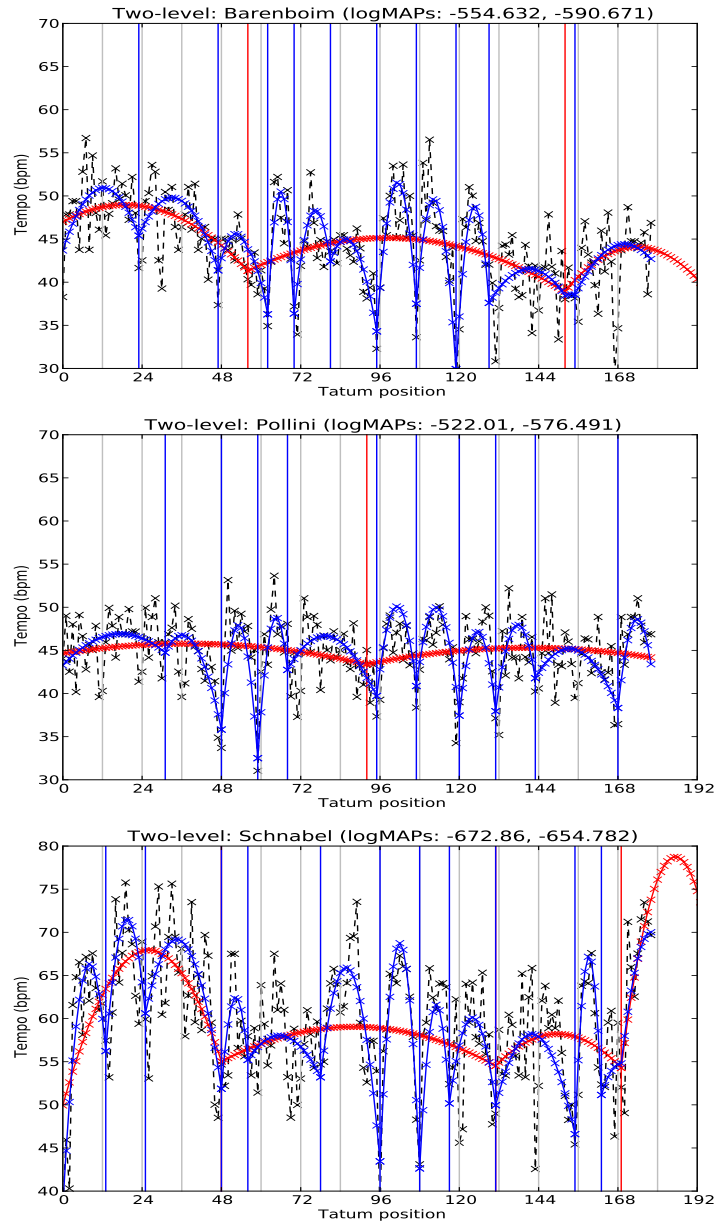 Two-level: Barenboim (logMAPs: -554.632, -590.671)
70
65
60
55
50
45
40
35
30
Tempo (bpm)
0 24 48 72 96 120 144 168 192
Tatum position
Two-level: Pollini (logMAPs: -522.01, -576.491)
70
65
60
55
50
45
40
35
30
Tempo (bpm)
0 24 48 72 96 120 144 168 192
Tatum position
Two-level: Schnabel (logMAPs: -672.86, -654.782)
80
75
70
65
60
55
50
45
40
Tempo (bpm)
0 24 48 72 96 120 144 168 192
Tatum position